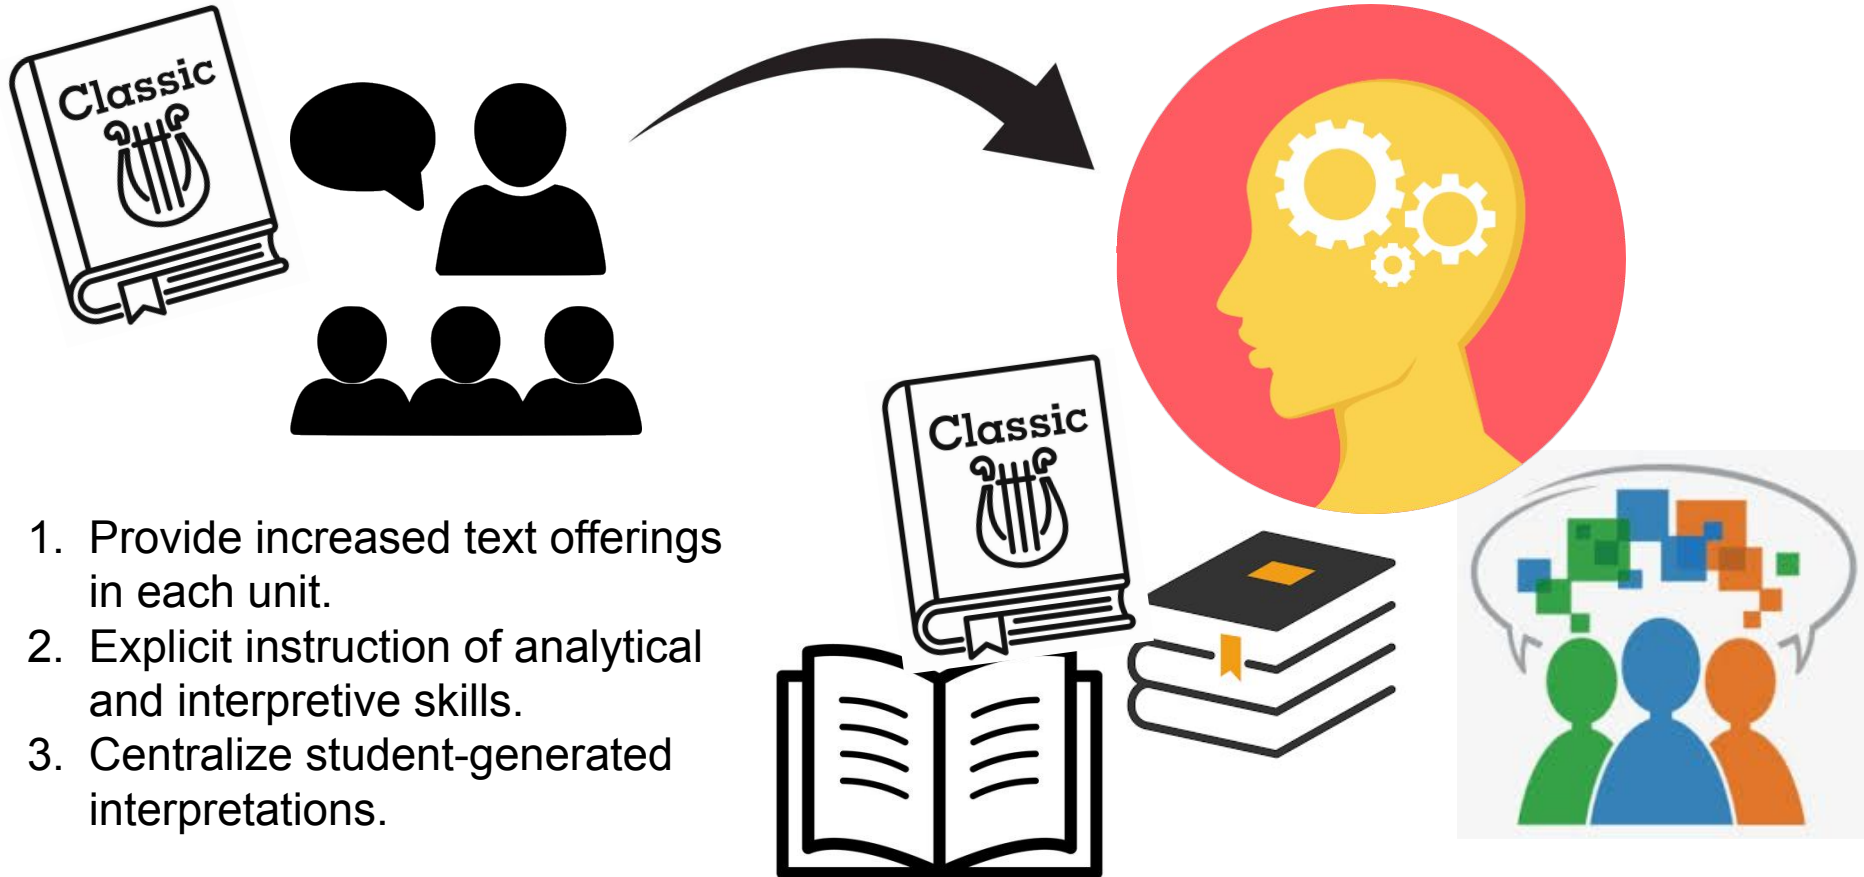 Classic
Classic
1. Provide increased text offerings
in each unit.
2. Explicit instruction of analytical
and interpretive skills.
3. Centralize student-generated
interpretations.